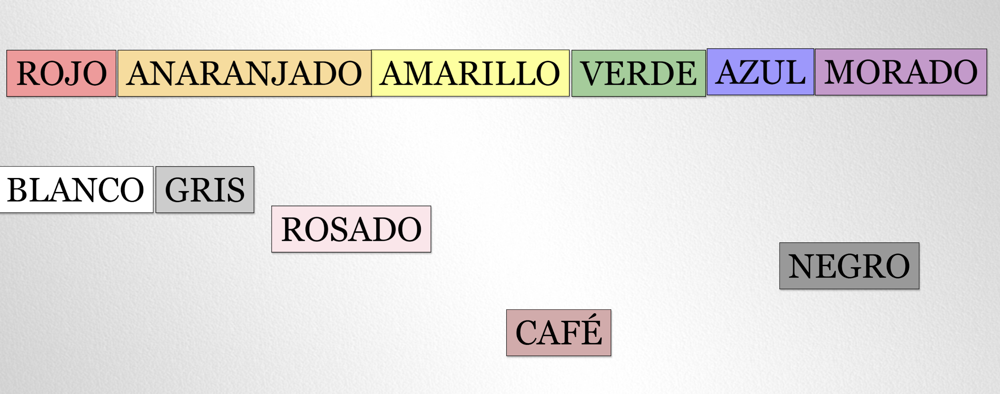 ROJO ANARANJADO AMARILLO VERDE AZUL MORADO
BLANCO GRIS
ROSADO
NEGRO
CAFÉ